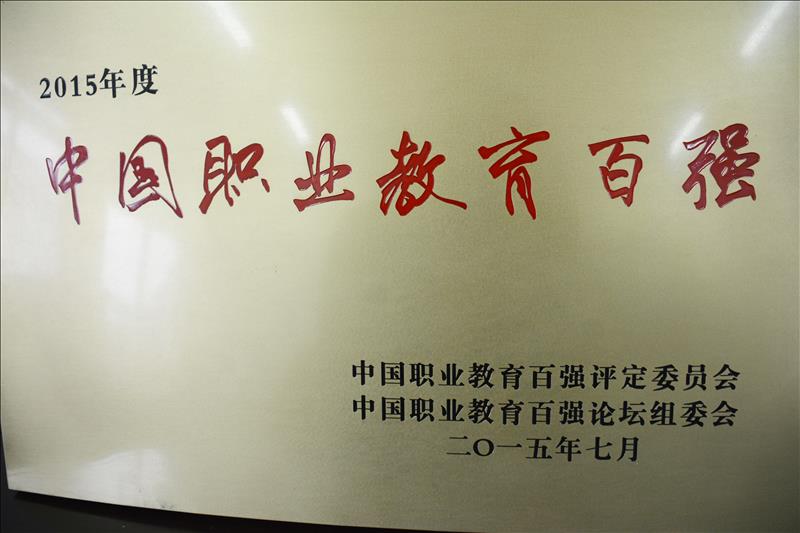 2015年度
中国职业教育百强
中国职业教育百强评定委员会
中国职业教育百强论坛组委会
二〇一五年七月